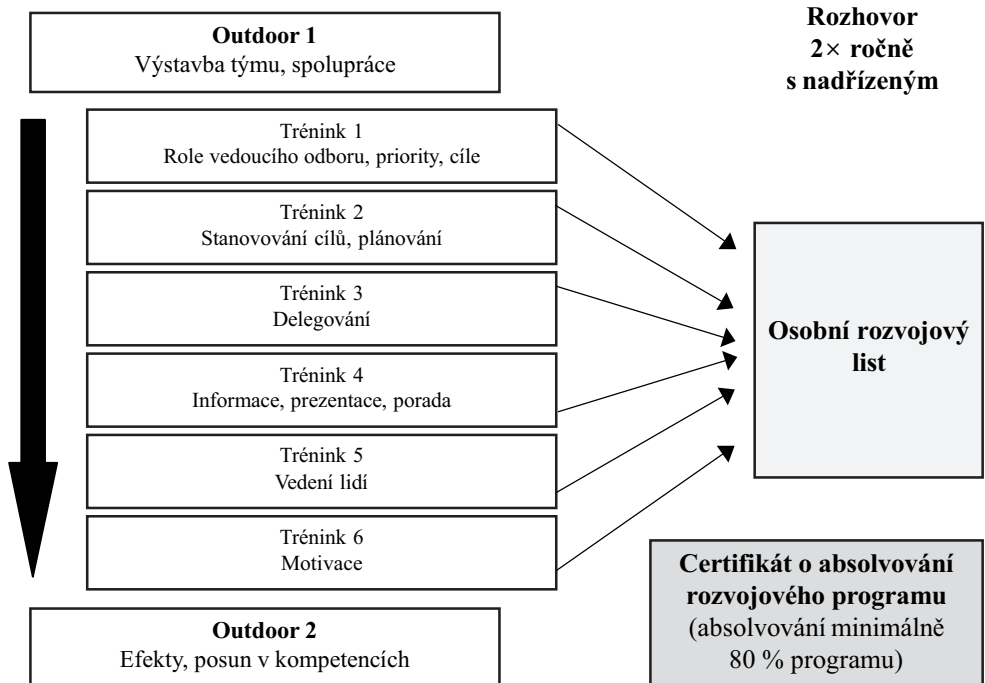 Outdoor 1
Výstavba týmu, spolupráce
Rozhovor
2× ročně
s nadřízeným
Trénink 1
Role vedoucího odboru, priority, cíle
Trénink 2
Stanovování cílů, plánování
Trénink 3
Delegování
Trénink 4
Informace, prezentace, porada
Trénink 5
Vedení lidí
Trénink 6
Motivace
Osobní rozvojový
list
Outdoor 2
Efekty, posun v kompetencích
Certifikát o absolvování
rozvojového programu
(absolvování minimálně
80 % programu)